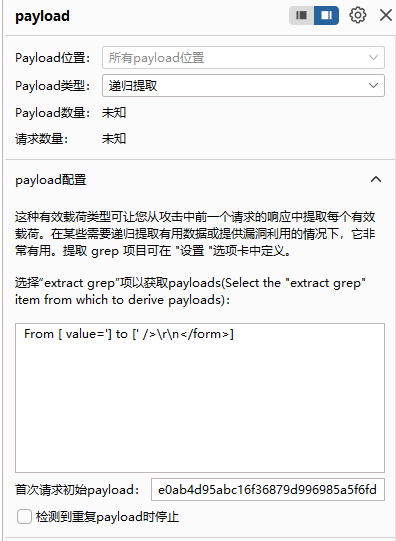 payload
Payload位置： 所有payload位置
Payload类型： 递归提取
Payload数量： 未知
请求数量： 未知
payload配置
这种有效载荷类型可让您从攻击中前一个请求的响应中提取每个有效
载荷。在某些需要递归提取有用数据或提供漏洞利用的情况下，它非
常有用。提取 grep 项目可在 "设置 "选项卡中定义。
选择“extract grep”项以获取payloads(Select the "extract grep"
item from which to derive payloads)：
From [ value='] to [' />\r\n</form>]
首次请求初始payload： e0ab4d95abc16f36879d996985a5f6fd
检测到重复payload时停止